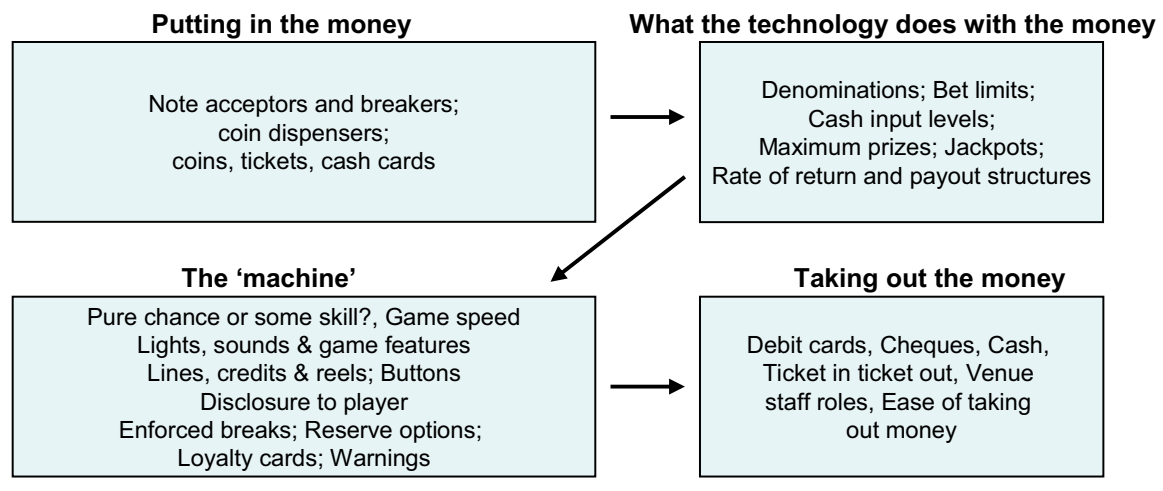 Putting in the money
Note acceptors and breakers;
coin dispensers;
coins, tickets, cash cards
What the technology does with the money
Denominations; Bet limits;
Cash input levels;
Maximum prizes; Jackpots;
Rate of return and payout structures
The ‘machine’
Pure chance or some skill?, Game speed
Lights, sounds & game features
Lines, credits & reels; Buttons
Disclosure to player
Enforced breaks; Reserve options;
Loyalty cards; Warnings
Taking out the money
Debit cards, Cheques, Cash,
Ticket in ticket out, Venue
staff roles, Ease of taking
out money